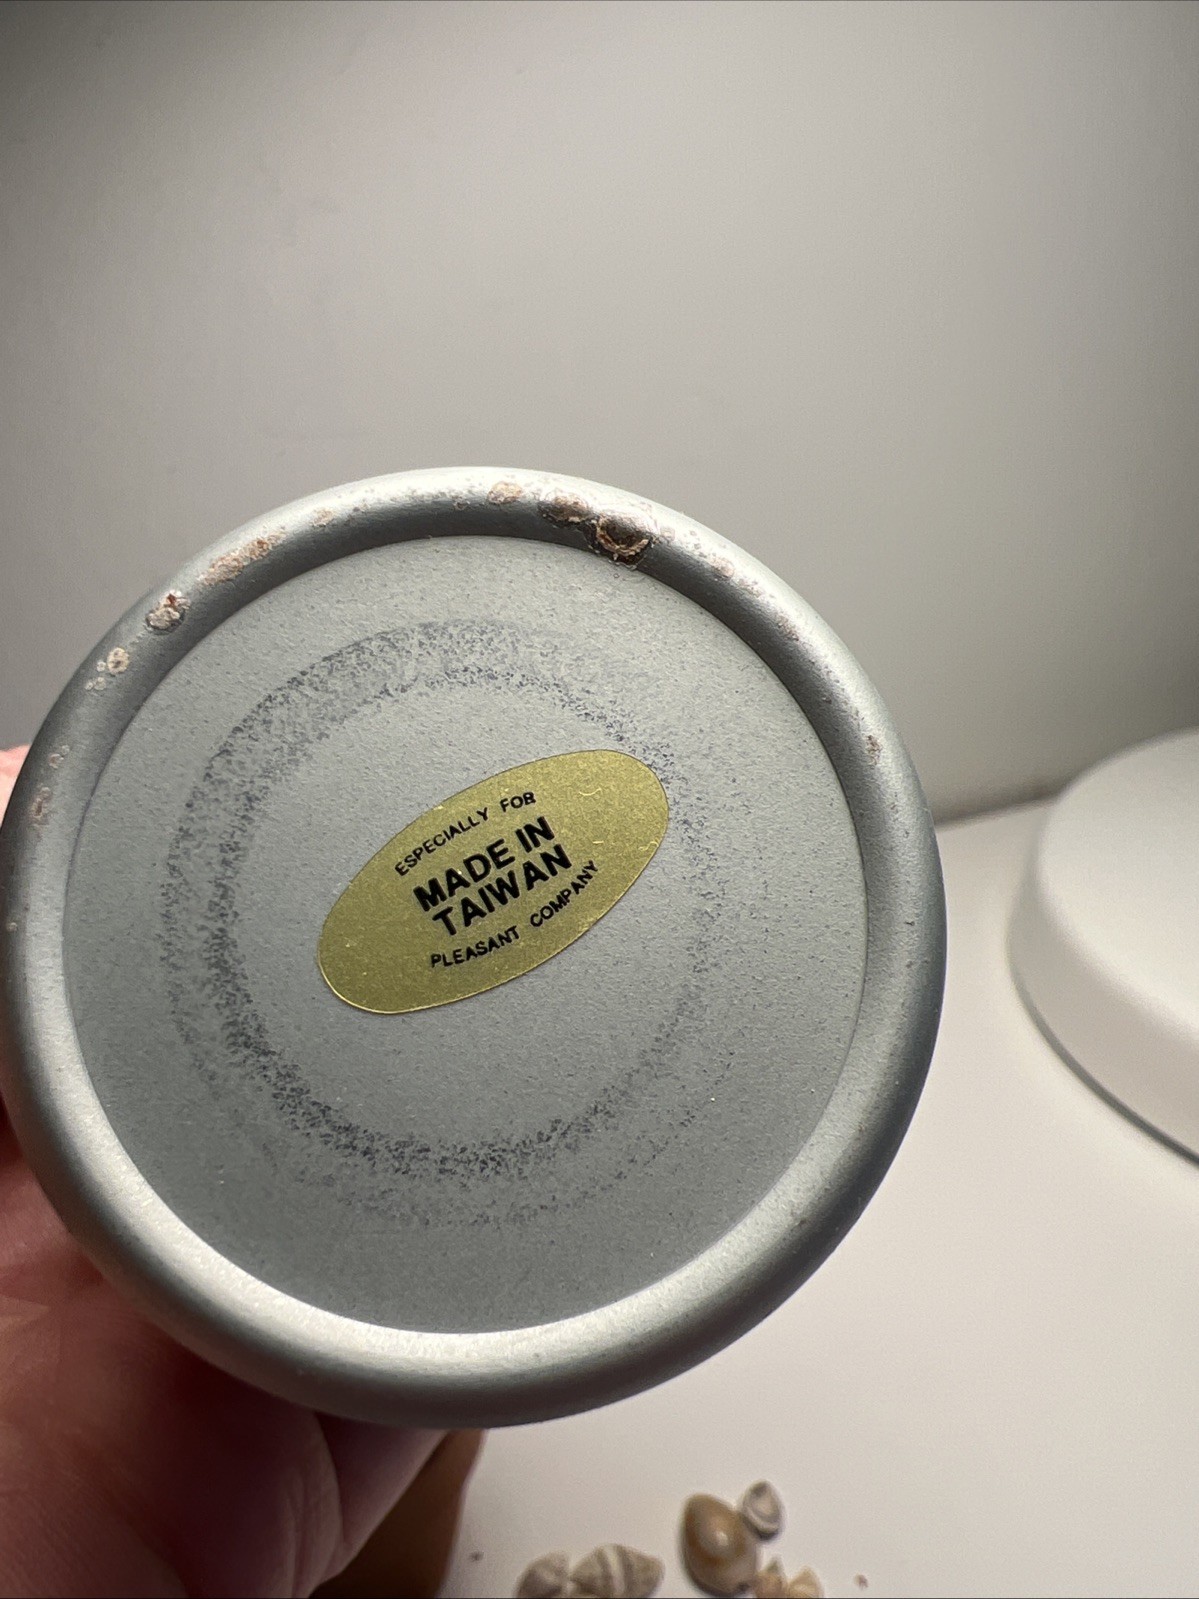 ESPECIALLY FOR
MADE IN
TAIWAN
PLEASANT COMPANY